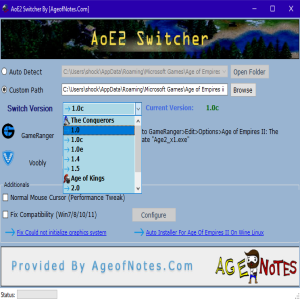 AoE2 Switcher By [AgeofNotes.Com]
AoE2 Switcher
Auto Detect
C:\Users\shook\AppData\Roaming\Microsoft Games\Age of Empires
Open Folder
Custom Path
C:\Users\shook\AppData\Roaming\Microsoft Games\Age of Empires ii
Browse
Switch Version
1.0c
Current Version: 1.0c
The Conquerors
1.0
1.0c
1.0e
1.4
1.5
Age of Kings
2.0
GameRanger
to GameRanger>Edit>Options>Age of Empires II: The
ate "Age2_x1.exe"
Voobly
Additionals
Normal Mouse Cursor (Performance Tweak)
Fix Compatibility (Win7/8/10/11)
Configure
Fix Could not initialize graphics system
Auto Installer For Age Of Empires II On Wine Linux
Provided By AgeofNotes.Com
AGE NOTES
Status: